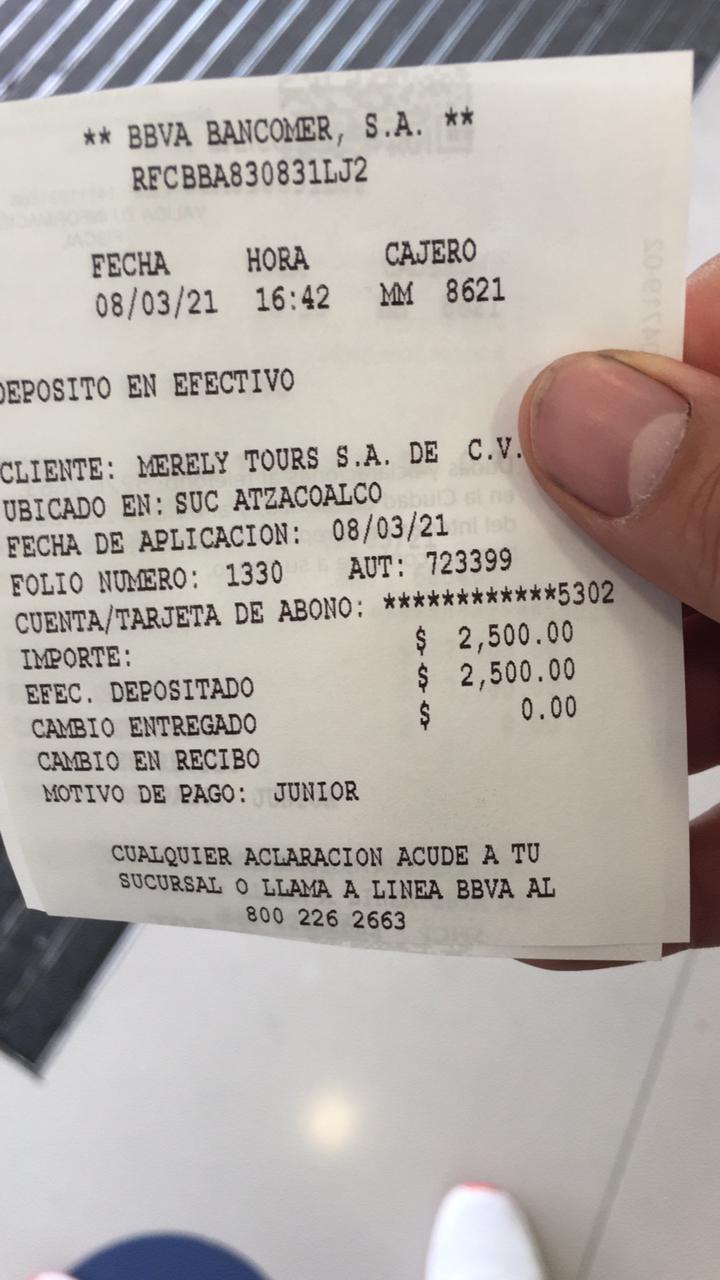 ** BBVA BANCOMER, S.A. **
RFCBBA830831LJ2
FECHA HORA CAJERO
08/03/21 16:42 MM 8621
DEPOSITO EN EFECTIVO
CLIENTE: MERELY TOURS S.A. DE C.V.
UBICADO EN: SUC ATZACOALCO
FECHA DE APLICACION: 08/03/21
FOLIO NUMERO: 1330 AUT: 723399
CUENTA/TARJETA DE ABONO: ************5302
IMPORTE: $ 2,500.00
EFEC. DEPOSITADO $ 2,500.00
CAMBIO ENTREGADO $ 0.00
CAMBIO EN RECIBO
MOTIVO DE PAGO: JUNIOR
CUALQUIER ACLARACION ACUDE A TU
SUCURSAL O LLAMA A LINEA BBVA AL
800 226 2663